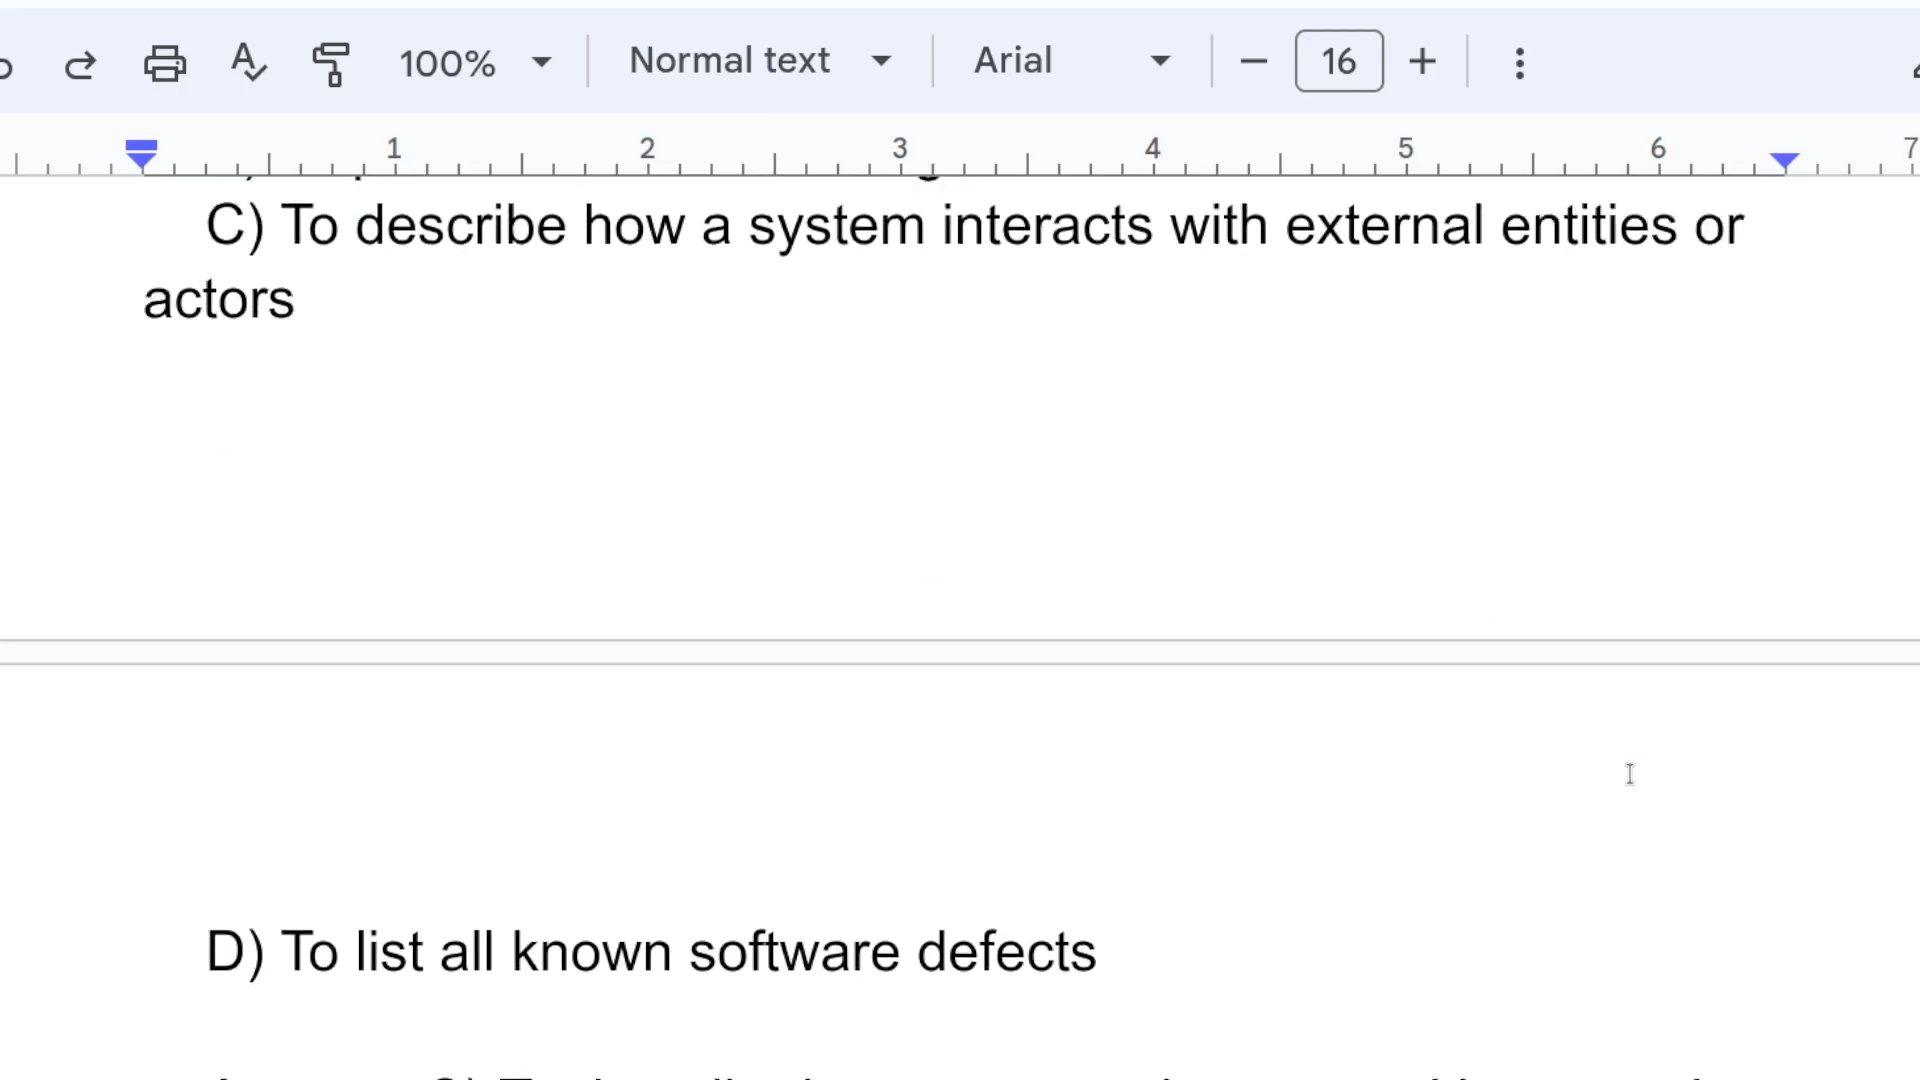 100% Normal text Arial 16
1 2 3 4 5 6 7
C) To describe how a system interacts with external entities or
actors
D) To list all known software defects